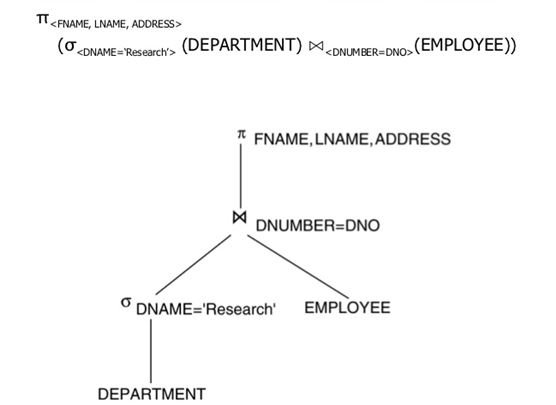 π<FNAME, LNAME, ADDRESS>
(σ<DNAME='Research'> (DEPARTMENT) ⋈<DNUMBER=DNO>(EMPLOYEE))
π FNAME,LNAME,ADDRESS
⋈ DNUMBER=DNO
σ DNAME='Research' EMPLOYEE
DEPARTMENT